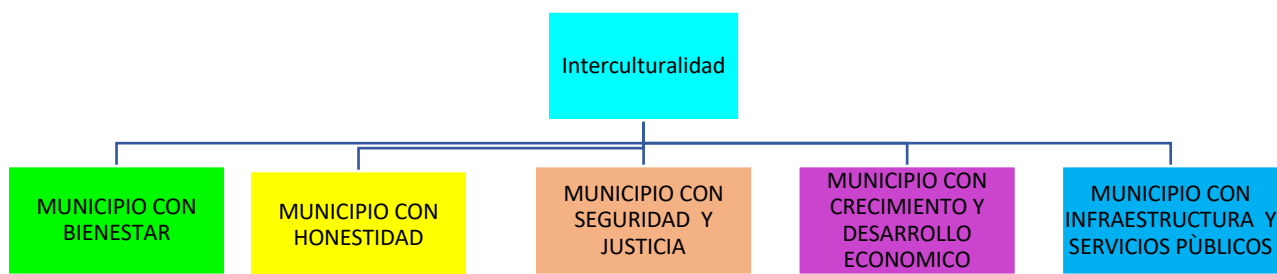 Interculturalidad
MUNICIPIO CON
BIENESTAR
MUNICIPIO CON
HONESTIDAD
MUNICIPIO CON
SEGURIDAD Y
JUSTICIA
MUNICIPIO CON
CRECIMIENTO Y
DESARROLLO
ECONOMICO
MUNICIPIO CON
INFRAESTRUCTURA Y
SERVICIOS PÙBLICOS